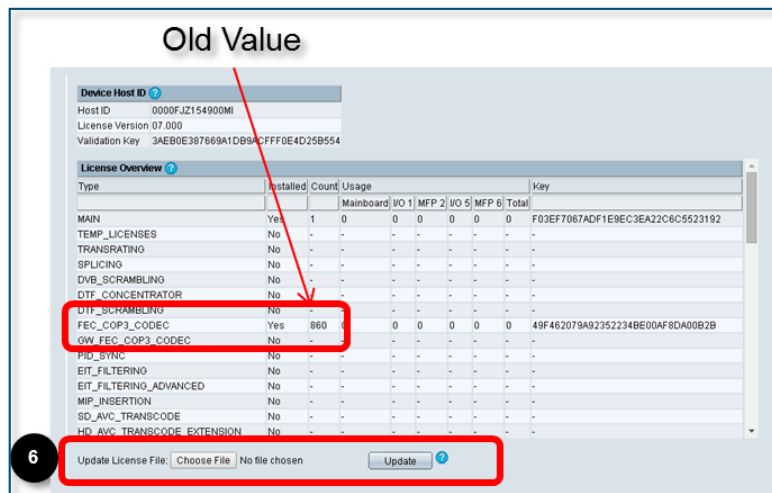 Old Value
Device Host ID ?
Host ID 0000FJZ154900MI
License Version 07.000
Validation Key 3AEB0E387669A1DB9ACFFF0E4D25B554
License Overview ?
Type Installed Count Usage Key
Mainboard I/O 1 MFP 2 I/O 5 MFP 6 Total
MAIN Yes 1 0 0 0 0 0 0 F03EF7067ADF1E9EC3EA22C6C5523192
TEMP_LICENSES No - - - - - - - -
TRANSRATING No - - - - - - - -
SPLICING No - - - - - - - -
DVB_SCRAMBLING No - - - - - - - -
DTF_CONCENTRATOR No - - - - - - - -
DTF_SCRAMBLING No - - - - - - - -
FEC_COP3_CODEC Yes 860 0 0 0 0 0 0 49F462079A92352234BE00AF8DA00B2B
GW_FEC_COP3_CODEC No - - - - - - - -
PID_SYNC No - - - - - - - -
EIT_FILTERING No - - - - - - - -
EIT_FILTERING_ADVANCED No - - - - - - - -
MIP_INSERTION No - - - - - - - -
SD_AVC_TRANSCODE No - - - - - - - -
HD_AVC_TRANSCODE_EXTENSION No - - - - - - - -
6 Update License File: Choose File No file chosen Update ?